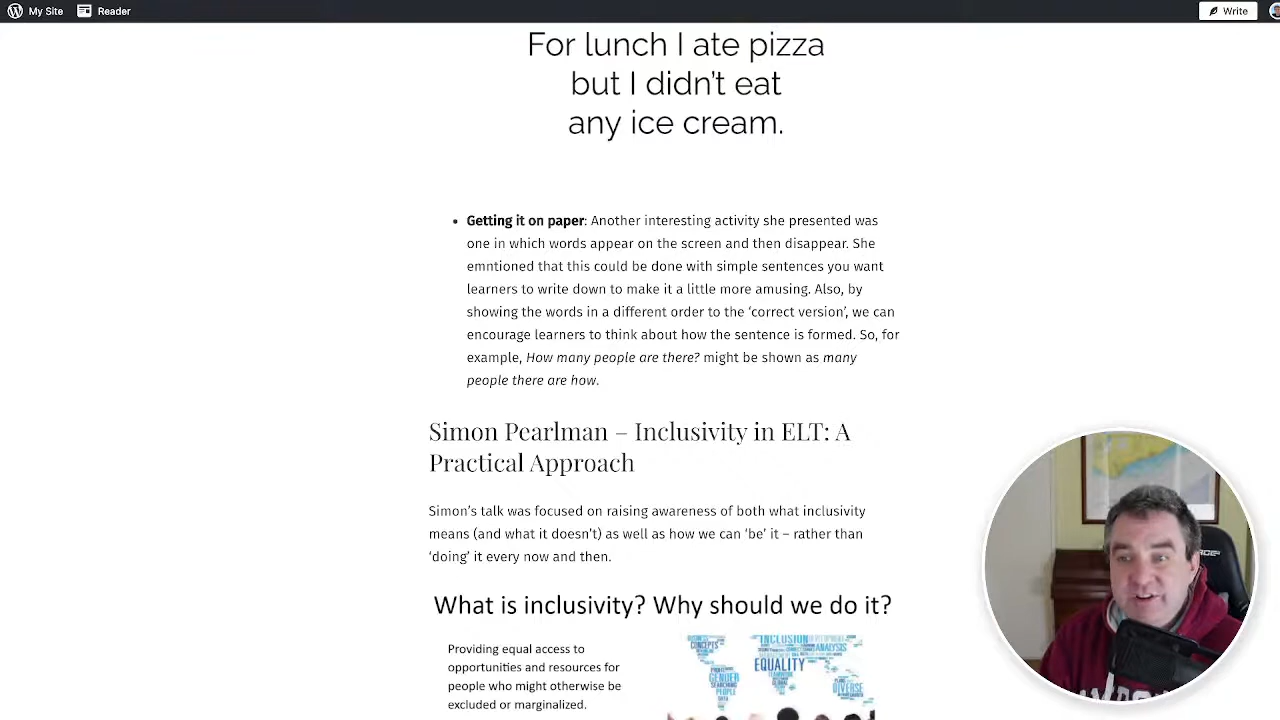 My Site Reader Write
For lunch I ate pizza
but I didn't eat
any ice cream.
• Getting it on paper: Another interesting activity she presented was
one in which words appear on the screen and then disappear. She
emntioned that this could be done with simple sentences you want
learners to write down to make it a little more amusing. Also, by
showing the words in a different order to the ‘correct version’, we can
encourage learners to think about how the sentence is formed. So, for
example, How many people are there? might be shown as many
people there are how.
Simon Pearlman – Inclusivity in ELT: A
Practical Approach
Simon’s talk was focused on raising awareness of both what inclusivity
means (and what it doesn’t) as well as how we can ‘be’ it – rather than
‘doing’ it every now and then.
What is inclusivity? Why should we do it?
Providing equal access to
opportunities and resources for
people who might otherwise be
excluded or marginalized.
CONCEPTS
INCLUSION
ANALYSIS
EQUALITY
GENDER
PEOPLE
DIVERSE